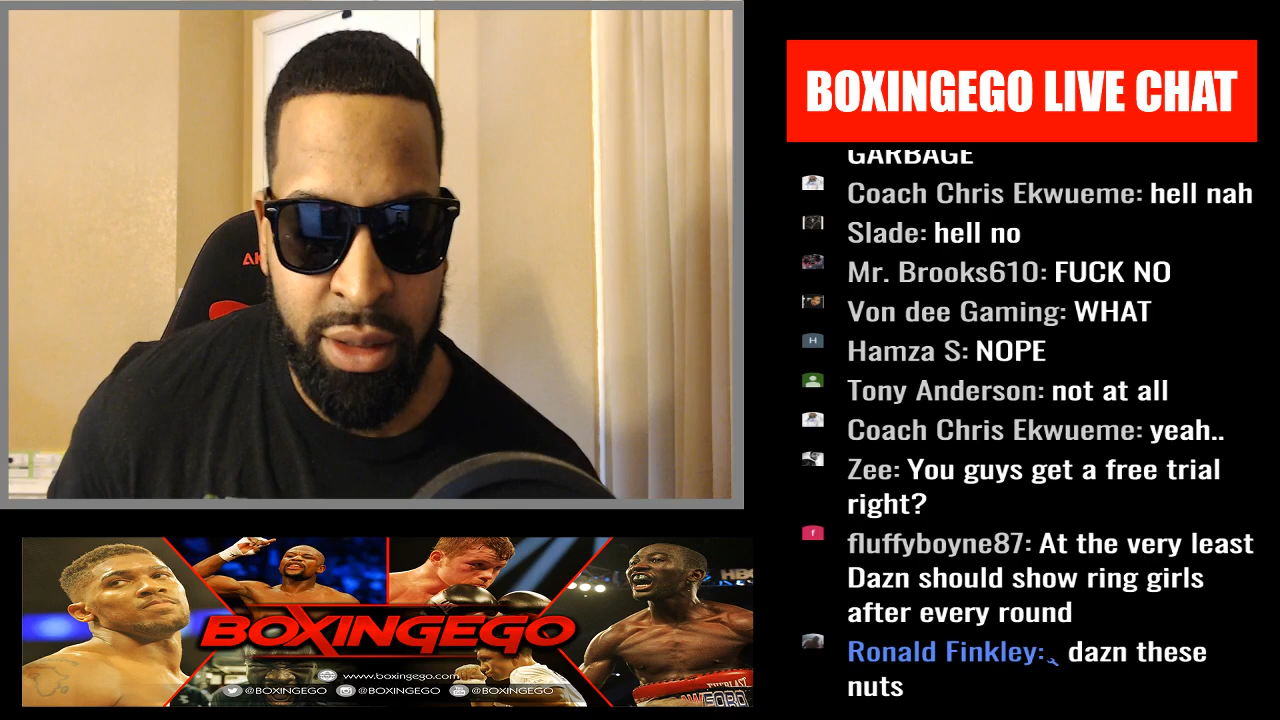 AK
BOXINGEGO LIVE CHAT
GARBAGE
Coach Chris Ekwueme: hell nah
Slade: hell no
Mr. Brooks610: FUCK NO
Von dee Gaming: WHAT
H
Hamza S: NOPE
Tony Anderson: not at all
Coach Chris Ekwueme: yeah..
Zee: You guys get a free trial
right?
f
fluffyboyne87: At the very least
Dazn should show ring girls
after every round
Ronald Finkley: dazn these
nuts
HBO
BOXINGEGO
www.boxingego.com
@BOXINGEGO @BOXINGEGO @BOXINGEGO
EVERLAST